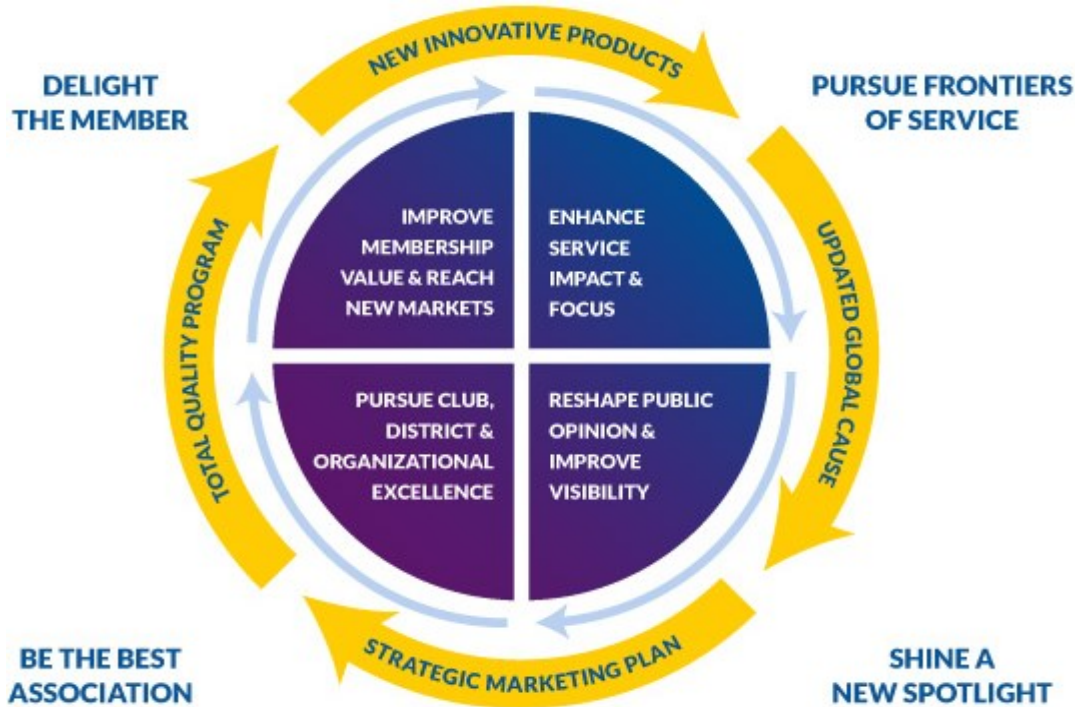 NEW INNOVATIVE PRODUCTS
DELIGHT
THE MEMBER
PURSUE FRONTIERS
OF SERVICE
IMPROVE
MEMBERSHIP
VALUE & REACH
NEW MARKETS
ENHANCE
SERVICE
IMPACT &
FOCUS
TOTAL QUALITY PROGRAM
UPDATED GLOBAL CAUSE
PURSUE CLUB,
DISTRICT &
ORGANIZATIONAL
EXCELLENCE
RESHAPE PUBLIC
OPINION &
IMPROVE
VISIBILITY
STRATEGIC MARKETING PLAN
BE THE BEST
ASSOCIATION
SHINE A
NEW SPOTLIGHT